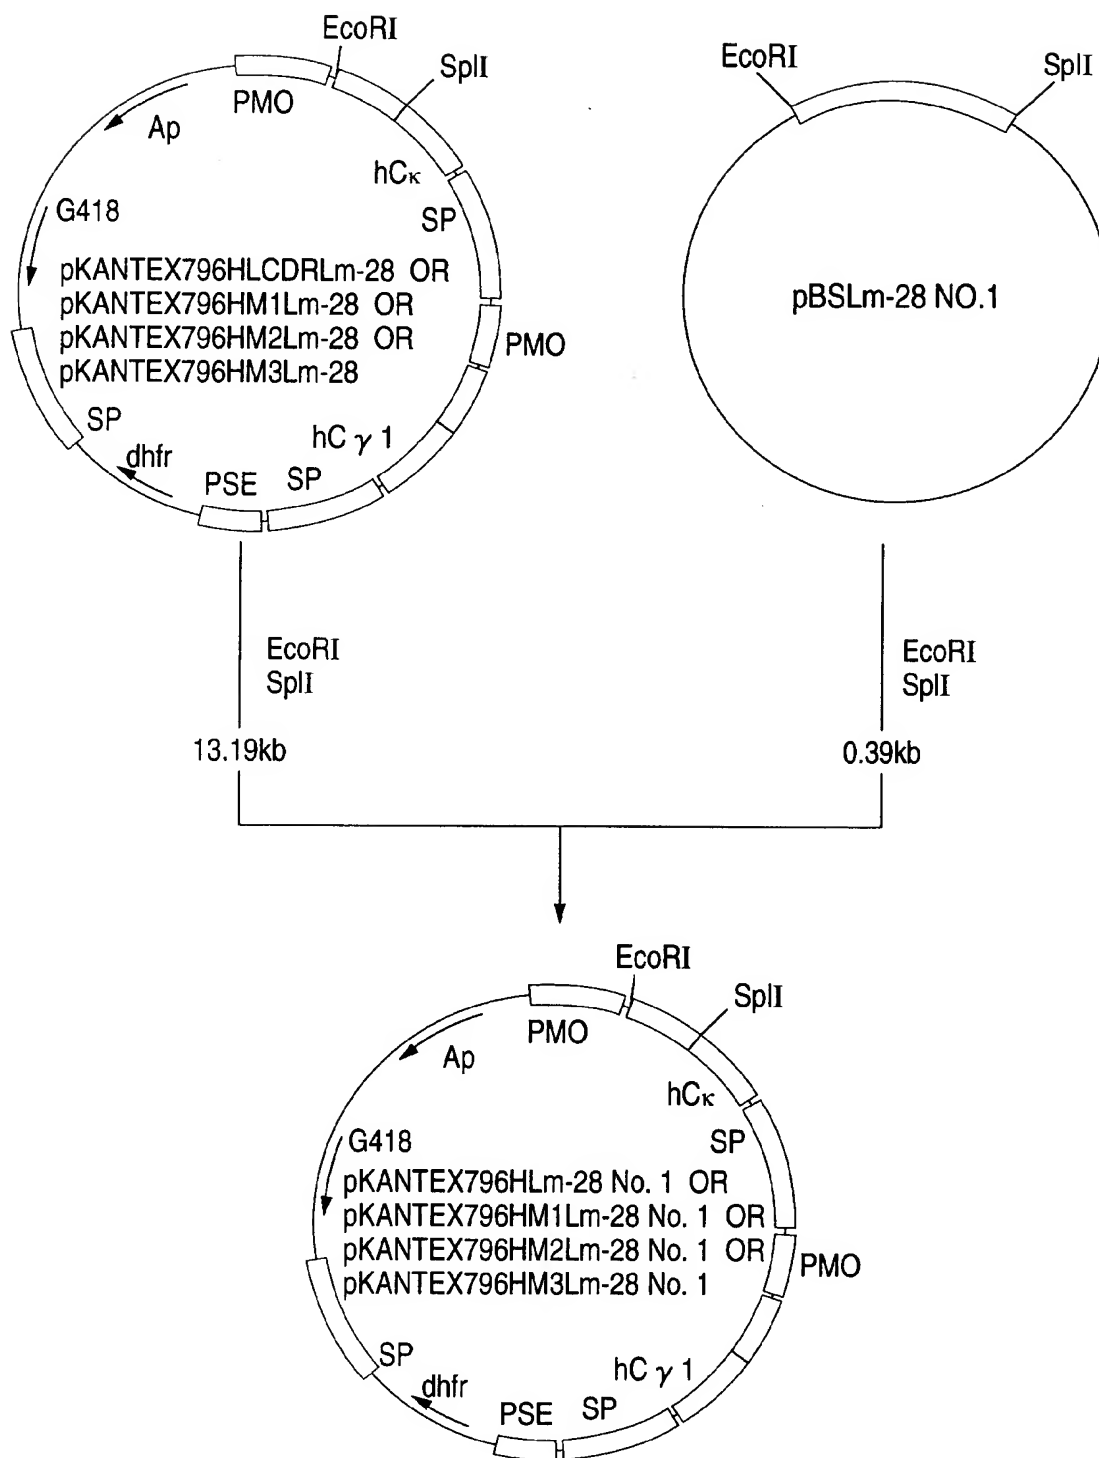 EcoRI
SplI
PMO
Ap
hCκ
SP
G418
pKANTEX796HLCDRLm-28 OR
pKANTEX796HM1Lm-28 OR
pKANTEX796HM2Lm-28 OR
pKANTEX796HM3Lm-28
PMO
SP
hC γ 1
dhfr
PSE
SP
EcoRI
SplI
pBSLm-28 NO.1
EcoRI
SplI
13.19kb
EcoRI
SplI
0.39kb
EcoRI
SplI
PMO
Ap
hCκ
SP
G418
pKANTEX796HLm-28 No. 1 OR
pKANTEX796HM1Lm-28 No. 1 OR
pKANTEX796HM2Lm-28 No. 1 OR
pKANTEX796HM3Lm-28 No. 1
PMO
SP
hC γ 1
dhfr
PSE
SP